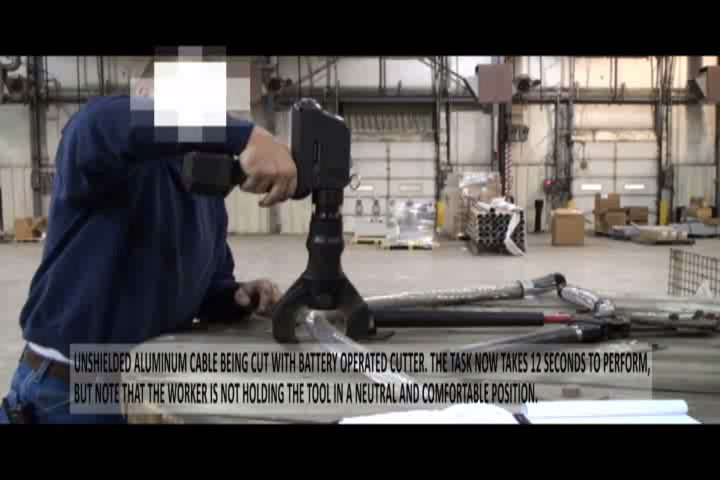 UNSHIELDED ALUMINUM CABLE BEING CUT WITH BATTERY OPERATED CUTTER. THE TASK NOW TAKES 12 SECONDS TO PERFORM,
BUT NOTE THAT THE WORKER IS NOT HOLDING THE TOOL IN A NEUTRAL AND COMFORTABLE POSITION.